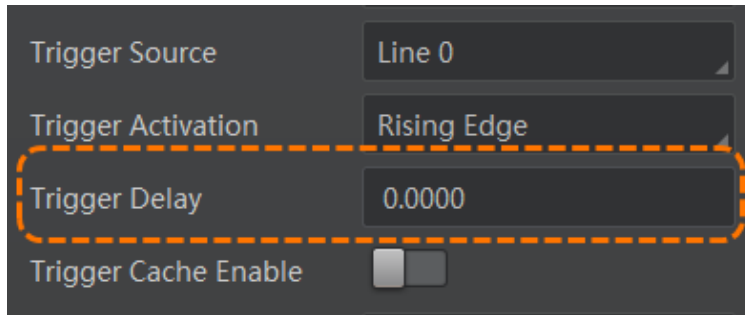 Trigger Source Line 0
Trigger Activation Rising Edge
Trigger Delay 0.0000
Trigger Cache Enable